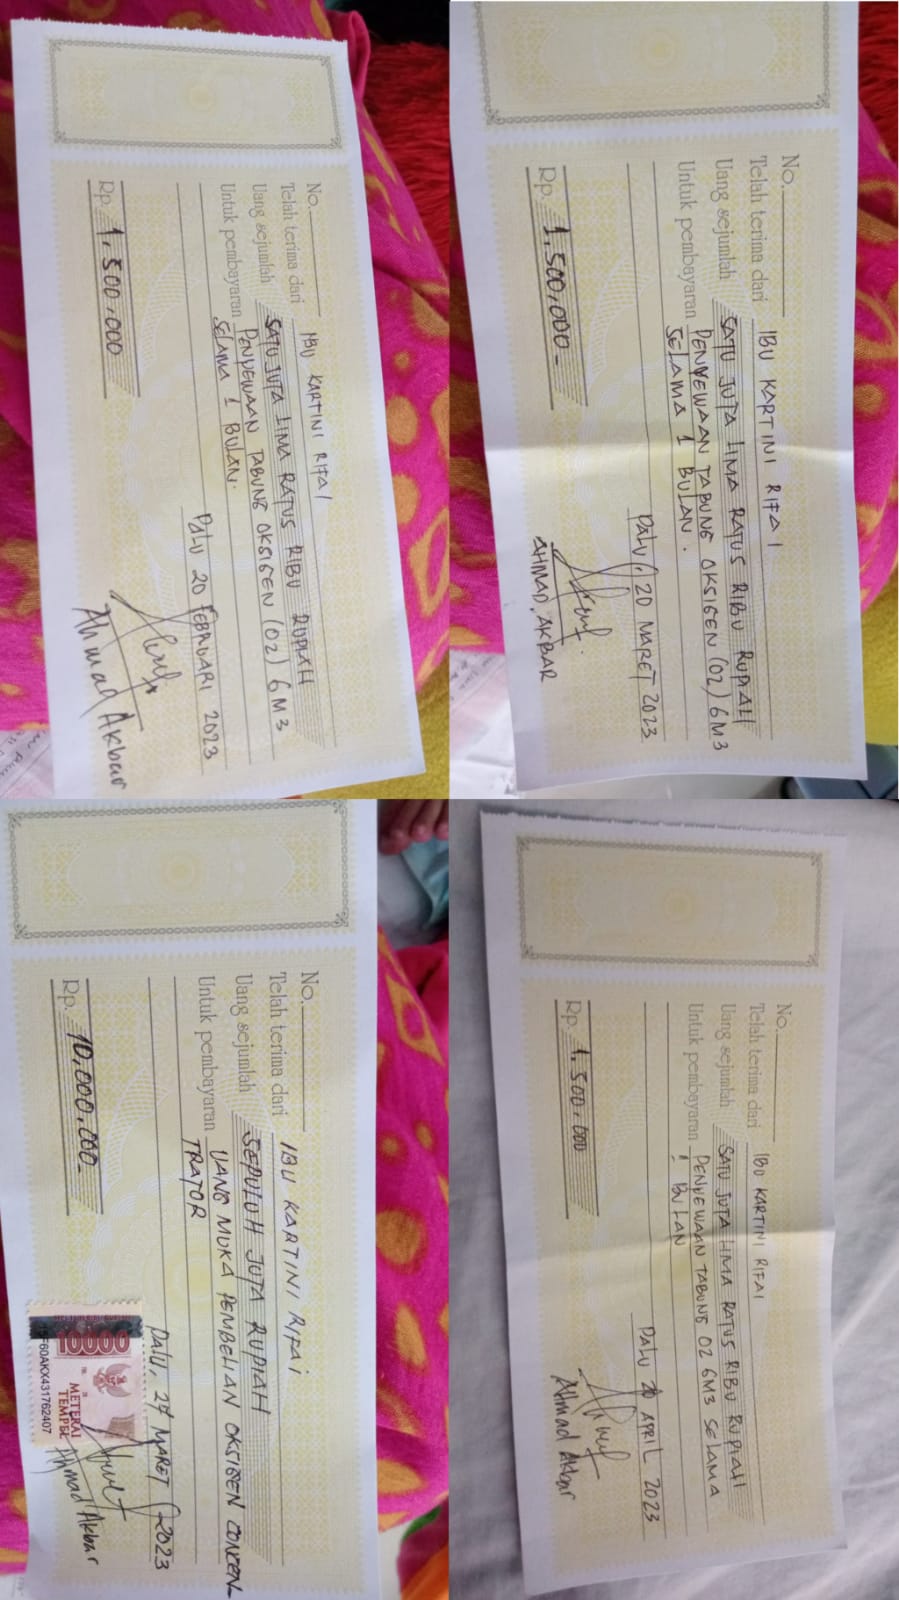 No.
Telah terima dari IBU KARTINI RIFAI
Uang sejumlah SATU JUTA LIMA RATUS RIBU RUPIAH
Untuk pembayaran PENYEWAAN TABUNG OKSIGEN (O2) 6M3
SELAMA 1 BULAN.
PALU 20 FEBRUARI 2023
Rp. 1.500.000
Ahmad Akbar
No.
Telah terima dari IBU KARTINI RIFAI
Uang sejumlah SATU JUTA LIMA RATUS RIBU RUPIAH
Untuk pembayaran PENYEWAAN TABUNG OKSIGEN (O2) 6M3
SELAMA 1 BULAN.
PALU, 20 MARET 2023
Rp. 1.500.000-
AHMAD AKBAR
No.
Telah terima dari IBU KARTINI RIFAI
Uang sejumlah SEPULUH JUTA RUPIAH
Untuk pembayaran UANG MUKA PEMBELIAN OKSIGEN CONCEN-
TRATOR
PALU, 27 MARET 2023
Rp. 10.000.000-
10000
METERAI
TEMPEL
60AKX431762407
Ahmad Akbar
No.
Telah terima dari IBU KARTINI RIFAI
Uang sejumlah SATU JUTA LIMA RATUS RIBU RUPIAH
Untuk pembayaran PENYEWAAN TABUNG O2 6M3 SELAMA
1 BULAN
PALU 20 APRIL 2023
Rp. 1.500.000
Ahmad Akbar